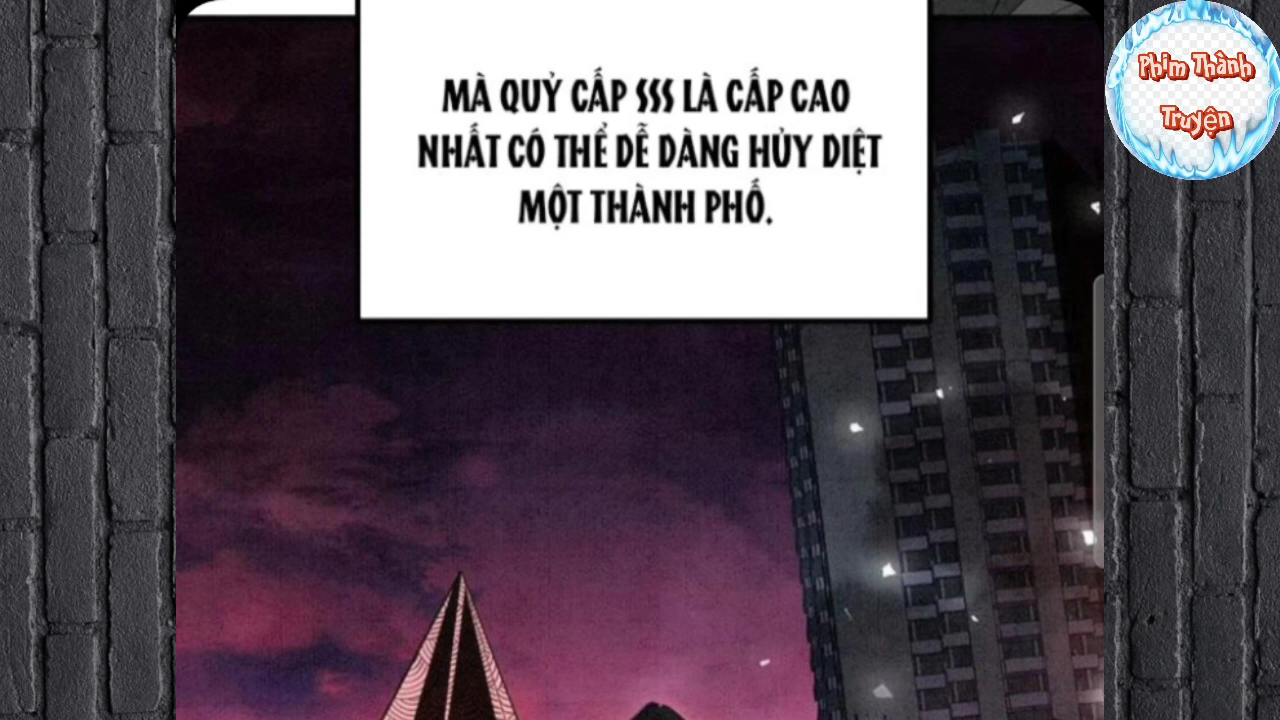 MÀ QUỶ CẤP SSS LÀ CẤP CAO
NHẤT CÓ THỂ DỄ DÀNG HỦY DIỆT
MỘT THÀNH PHỐ.
Phim Thành
Truyện